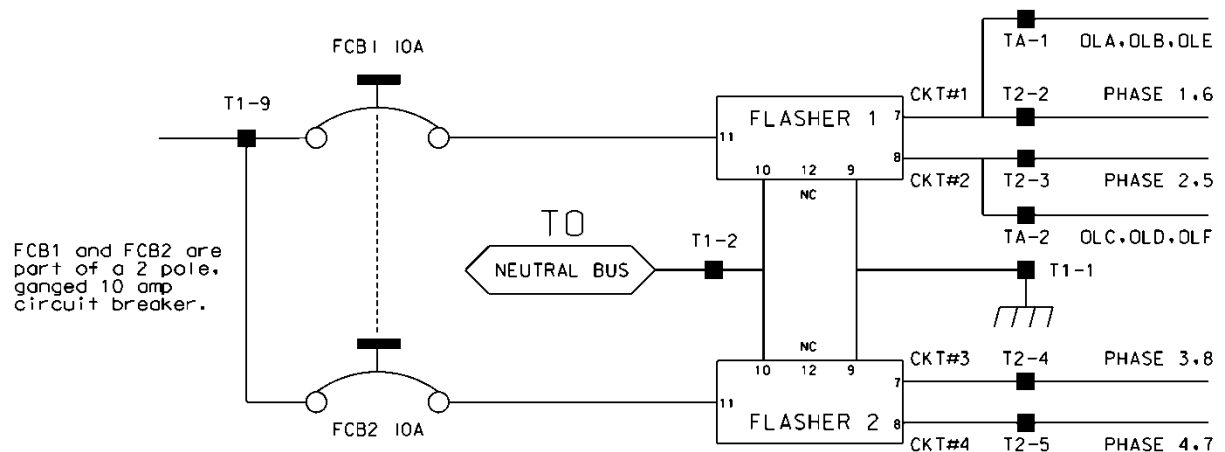 FCB1 10A
T1-9
FCB1 and FCB2 are
part of a 2 pole,
ganged 10 amp
circuit breaker.
FCB2 10A
TO
NEUTRAL BUS
T1-2
FLASHER 1
11
10
12
9
NC
7
8
CKT#1
CKT#2
TA-1
OLA,OLB,OLE
T2-2
PHASE 1,6
T2-3
PHASE 2,5
TA-2
OLC,OLD,OLF
T1-1
NC
10
12
9
11
FLASHER 2
7
8
CKT#3
T2-4
PHASE 3,8
CKT#4
T2-5
PHASE 4,7